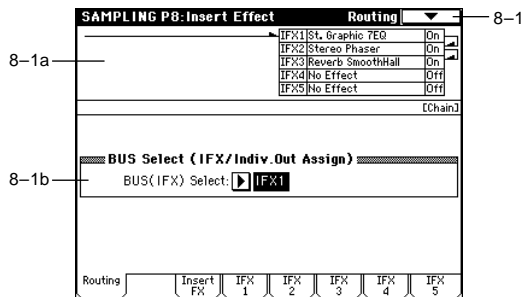 SAMPLING P8:Insert Effect Routing
8–1
IFX1 St. Graphic 7EQ On
IFX2 Stereo Phaser On
8–1a
IFX3 Reverb SmoothHall On
IFX4 No Effect Off
IFX5 No Effect Off
[Chain]
BUS Select (IFX/Indiv.Out Assign)
8–1b
BUS(IFX) Select: IFX1
Routing Insert FX IFX 1 IFX 2 IFX 3 IFX 4 IFX 5